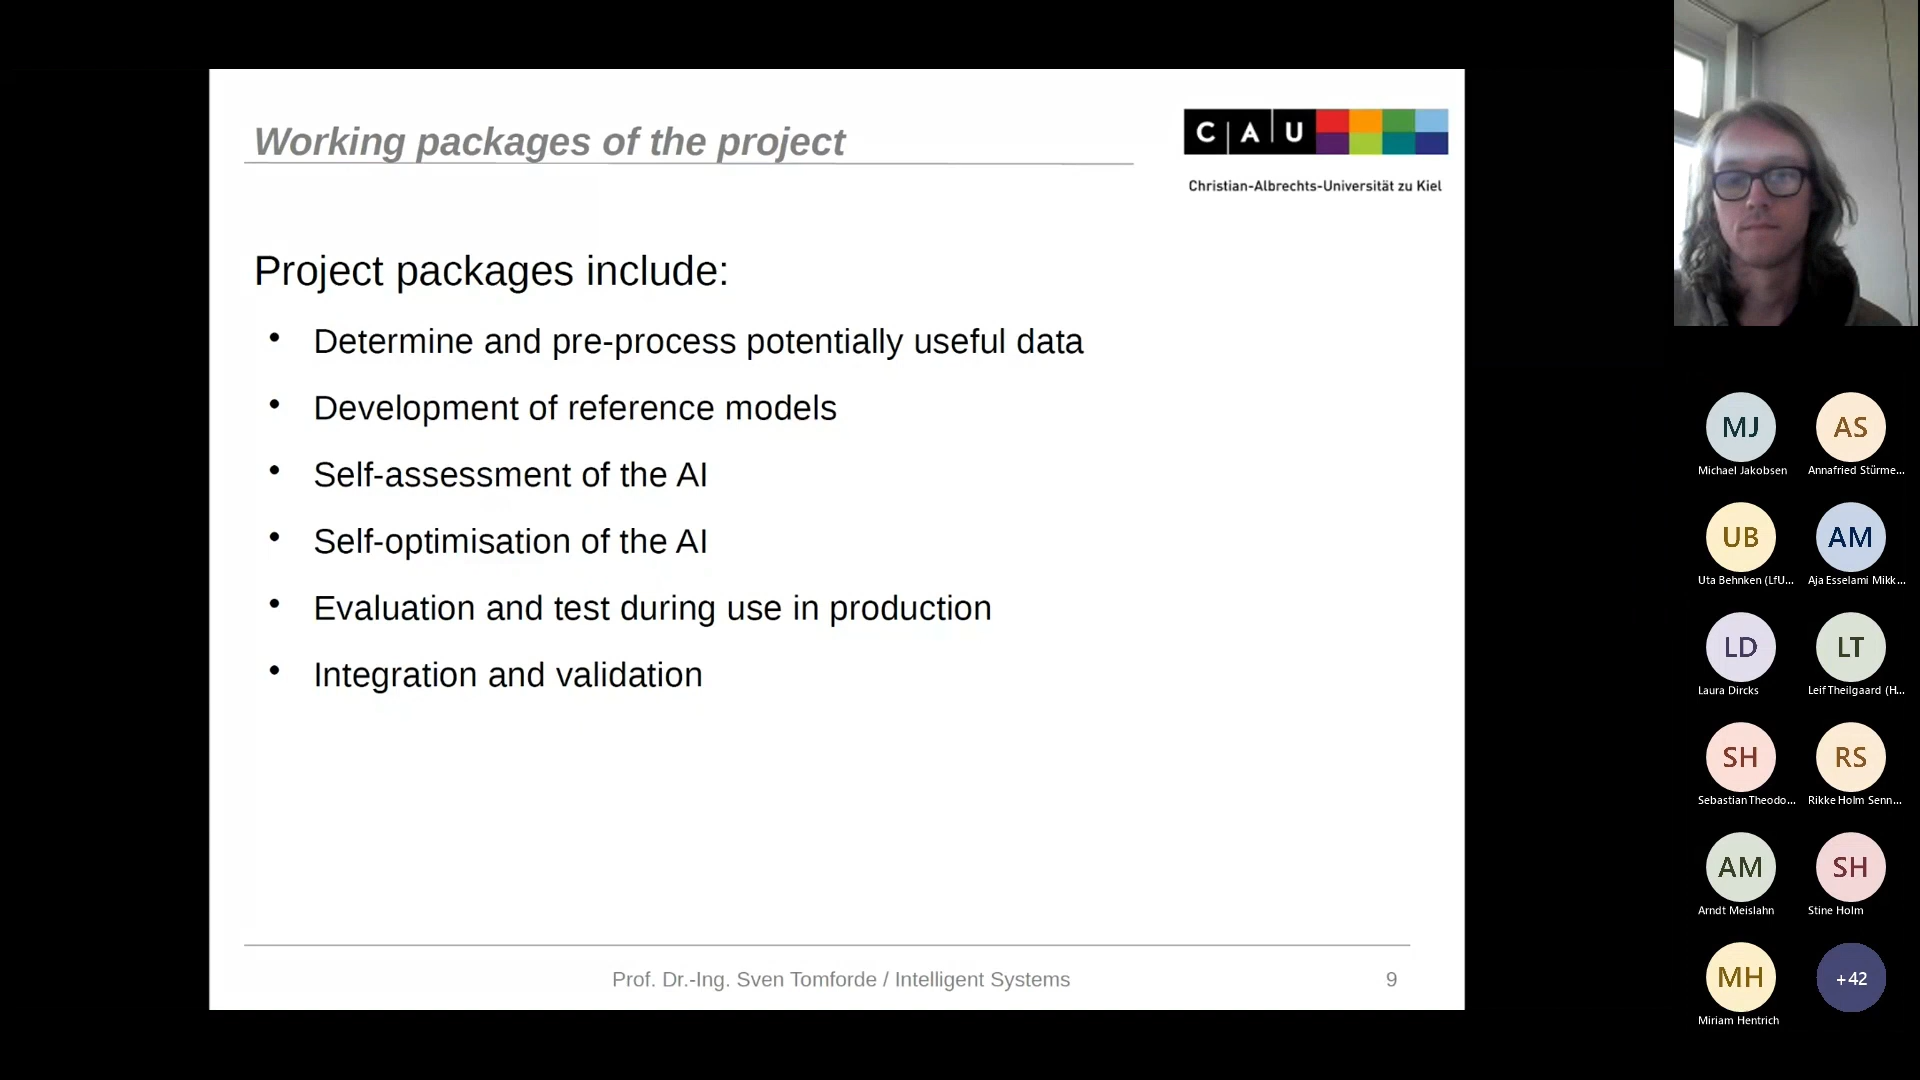 Working packages of the project
C A U
Christian-Albrechts-Universität zu Kiel
Project packages include:
• Determine and pre-process potentially useful data
• Development of reference models
• Self-assessment of the AI
• Self-optimisation of the AI
• Evaluation and test during use in production
• Integration and validation
Prof. Dr.-Ing. Sven Tomforde / Intelligent Systems
9
MJ AS
Michael Jakobsen Annafried Stürme...
UB AM
Uta Behnken (LfU... Aja Esselami Mikk...
LD LT
Laura Dircks Leif Theilgaard (H...
SH RS
Sebastian Theodo... Rikke Holm Senn...
AM SH
Arndt Meislahn Stine Holm
MH +42
Miriam Hentrich